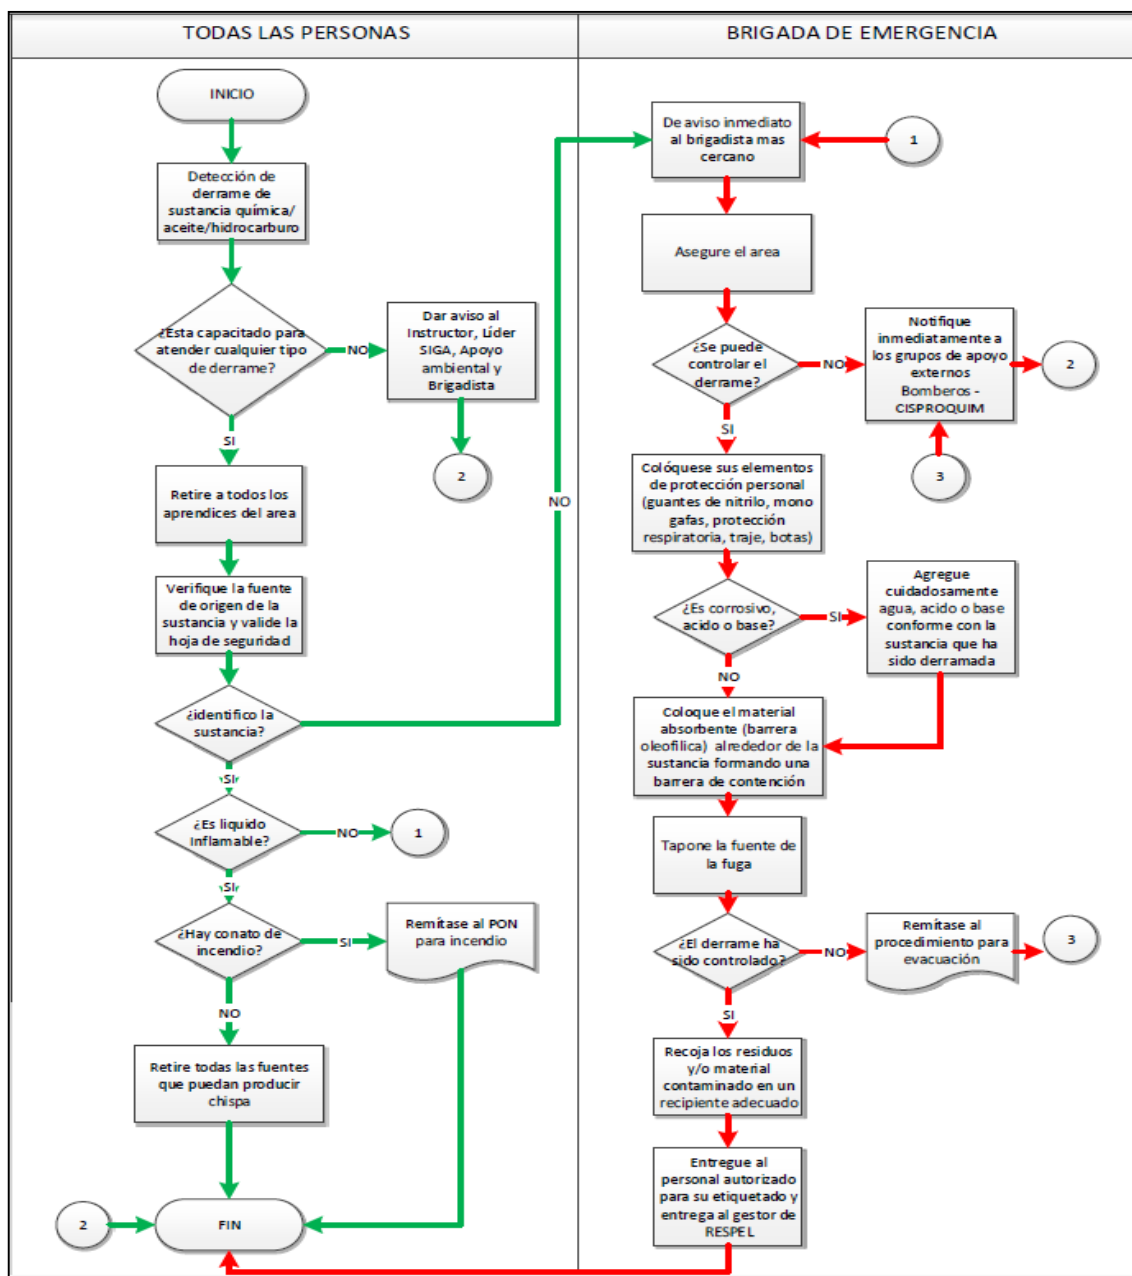 TODAS LAS PERSONAS
INICIO
Detección de
derrame de
sustancia química/
aceite/hidrocarburo
¿Esta capacitado para
atender cualquier tipo
de derrame?
NO
Dar aviso al
Instructor, Líder
SIGA, Apoyo
ambiental y
Brigadista
2
SI
Retire a todos los
aprendices del area
Verifique la fuente
de origen de la
sustancia y valide la
hoja de seguridad
¿identifico la
sustancia?
NO
SI
¿Es liquido
Inflamable?
NO
1
SI
¿Hay conato de
incendio?
SI
Remítase al PON
para incendio
NO
Retire todas las fuentes
que puedan producir
chispa
2
FIN
BRIGADA DE EMERGENCIA
De aviso inmediato
al brigadista mas
cercano
1
Asegure el area
¿Se puede
controlar el
derrame?
NO
Notifique
inmediatamente a
los grupos de apoyo
externos
Bomberos -
CISPROQUIM
2
3
SI
Colóquese sus elementos
de protección personal
(guantes de nitrilo, mono
gafas, protección
respiratoria, traje, botas)
¿Es corrosivo,
acido o base?
SI
Agregue
cuidadosamente
agua, acido o base
conforme con la
sustancia que ha
sido derramada
NO
Coloque el material
absorbente (barrera
oleofilica) alrededor de la
sustancia formando una
barrera de contención
Tapone la fuente de
la fuga
¿El derrame ha
sido controlado?
NO
Remítase al
procedimiento para
evacuación
3
SI
Recoja los residuos
y/o material
contaminado en un
recipiente adecuado
Entregue al
personal autorizado
para su etiquetado y
entrega al gestor de
RESPEL